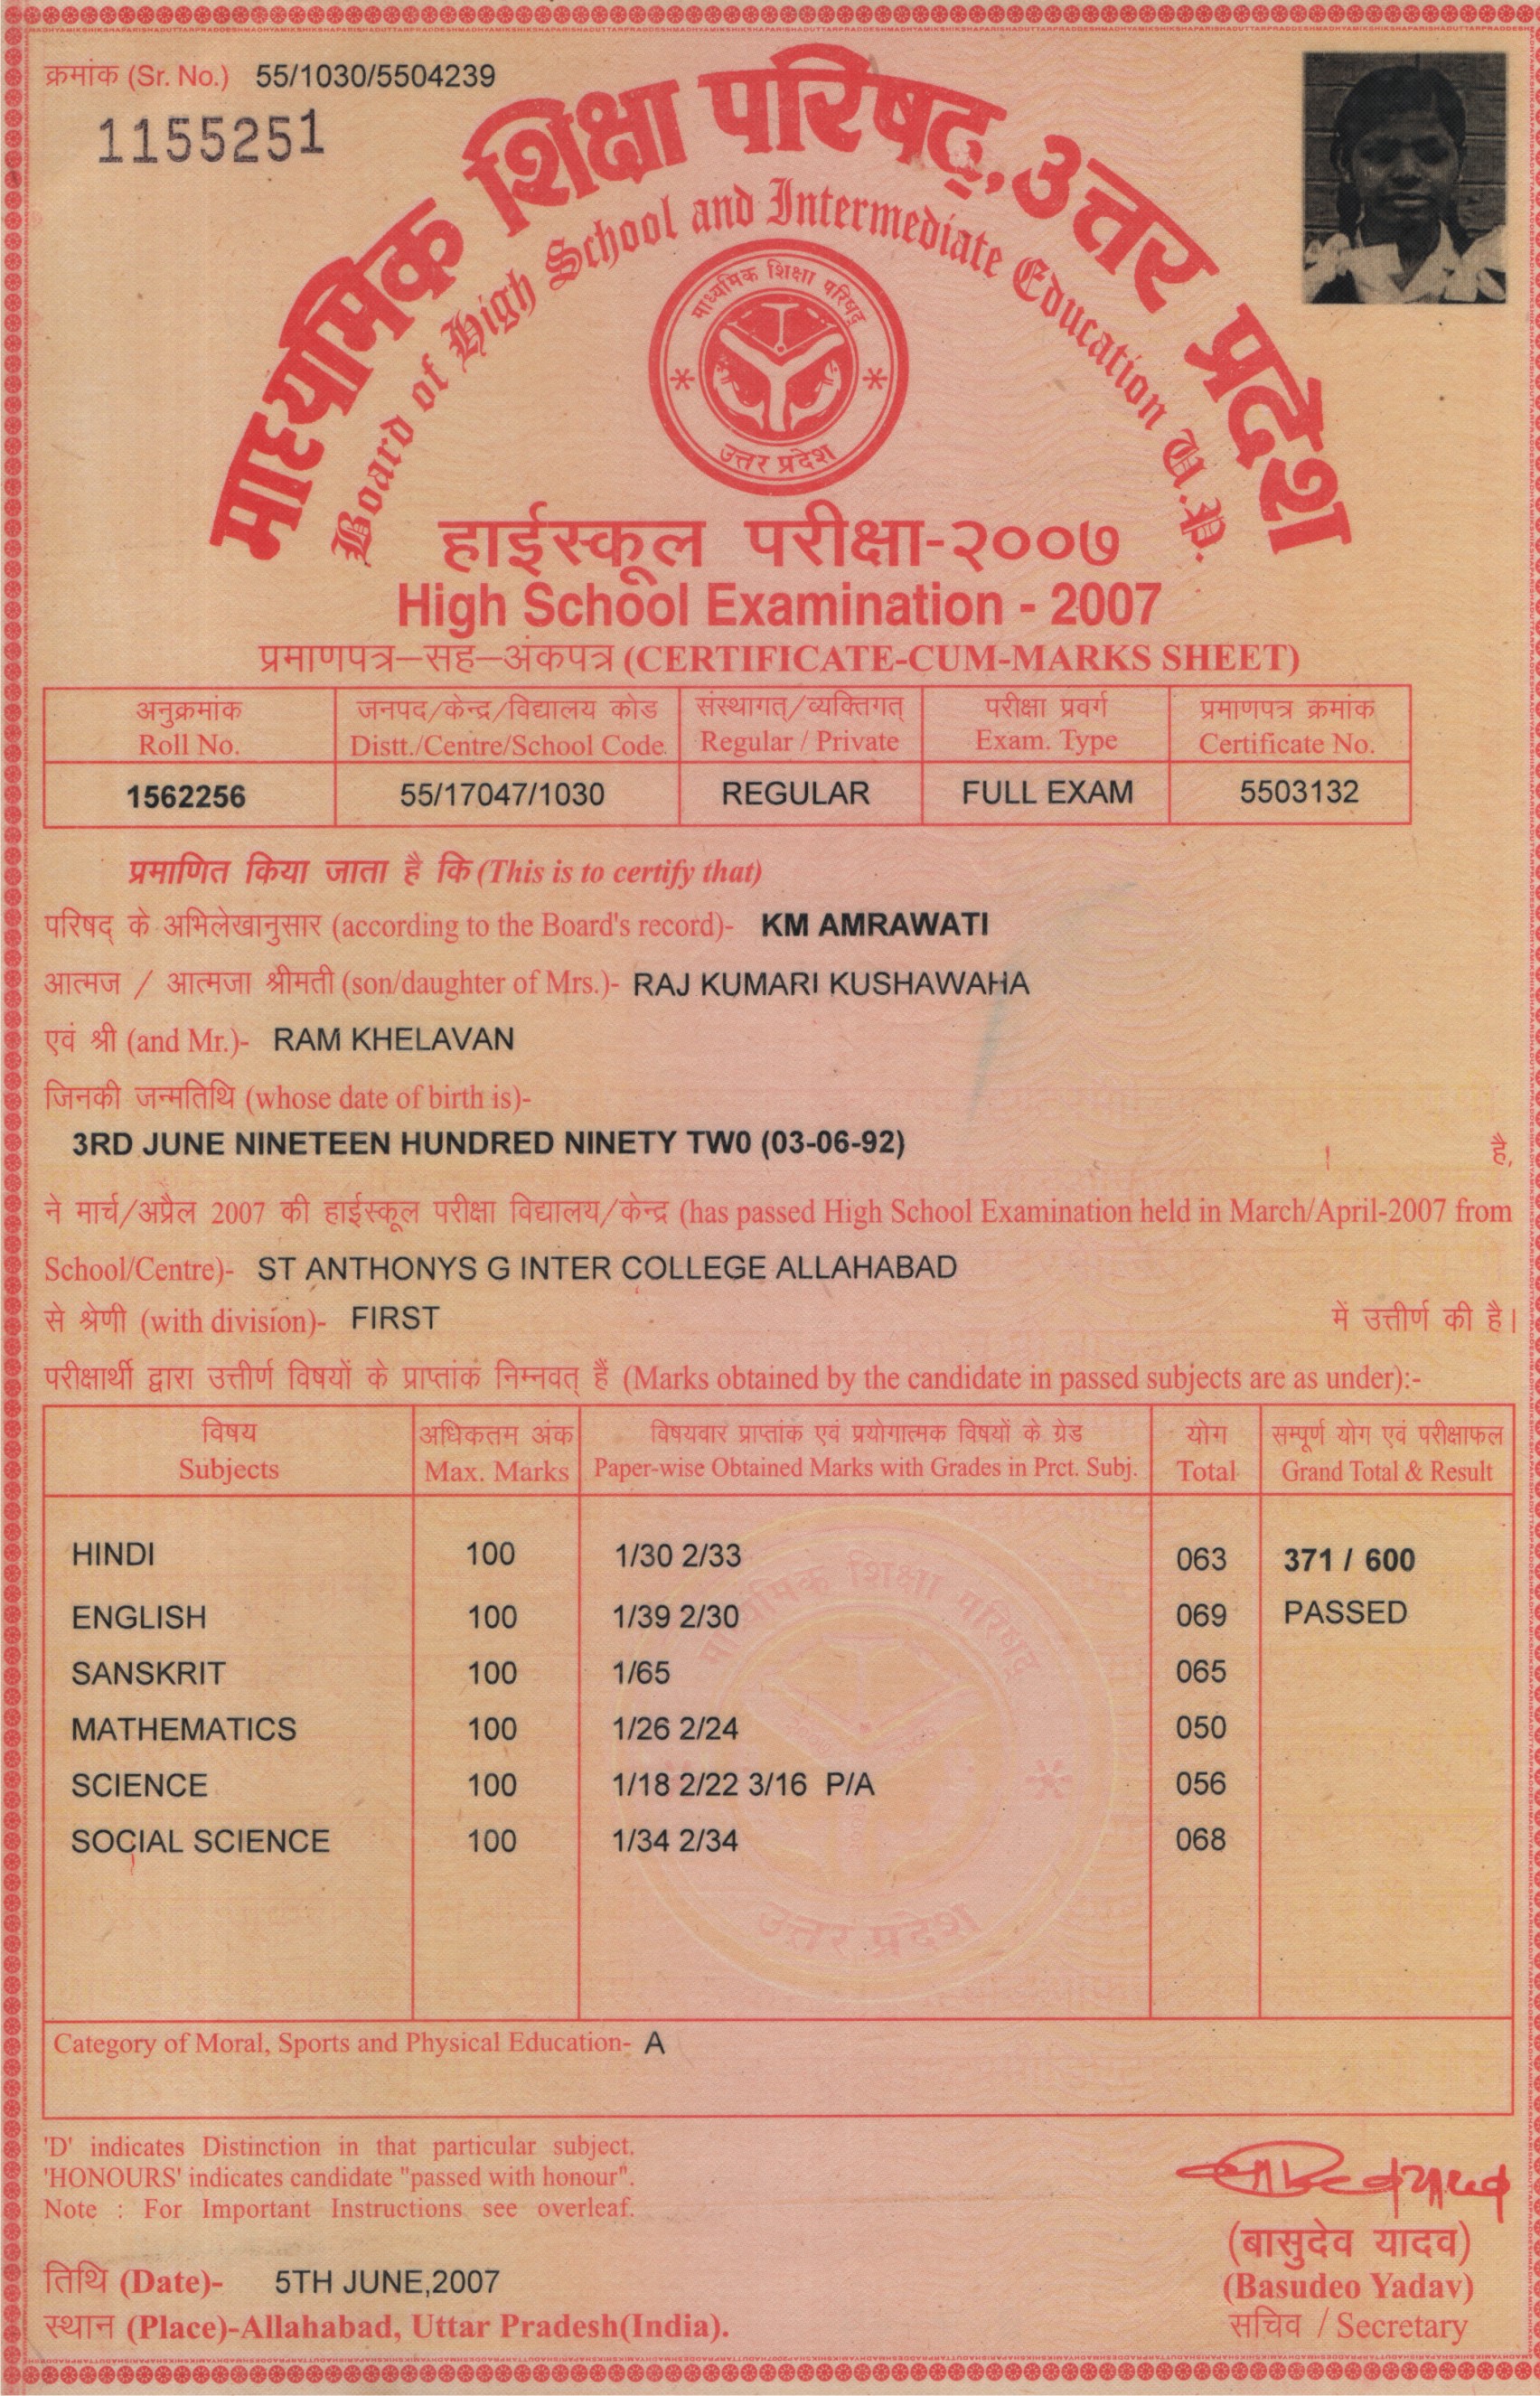 क्रमांक (Sr. No.) 55/1030/5504239
1155251
माध्यमिक शिक्षा परिषद्, उत्तर प्रदेश
Board of High School and Intermediate Education U.P.
माध्यमिक शिक्षा परिषद्
उत्तर प्रदेश
हाईस्कूल परीक्षा-२००७
High School Examination - 2007
प्रमाणपत्र–सह–अंकपत्र (CERTIFICATE-CUM-MARKS SHEET)
अनुक्रमांक जनपद/केन्द्र/विद्यालय कोड संस्थागत/व्यक्तिगत् परीक्षा प्रवर्ग प्रमाणपत्र क्रमांक
Roll No. Distt./Centre/School Code. Regular / Private Exam. Type Certificate No.
1562256 55/17047/1030 REGULAR FULL EXAM 5503132
प्रमाणित किया जाता है कि (This is to certify that)
परिषद् के अभिलेखानुसार (according to the Board's record)- KM AMRAWATI
आत्मज / आत्मजा श्रीमती (son/daughter of Mrs.)- RAJ KUMARI KUSHAWAHA
एवं श्री (and Mr.)- RAM KHELAVAN
जिनकी जन्मतिथि (whose date of birth is)-
3RD JUNE NINETEEN HUNDRED NINETY TW0 (03-06-92) है,
ने मार्च/अप्रैल 2007 की हाईस्कूल परीक्षा विद्यालय/केन्द्र (has passed High School Examination held in March/April-2007 from
School/Centre)- ST ANTHONYS G INTER COLLEGE ALLAHABAD
से श्रेणी (with division)- FIRST में उत्तीर्ण की है।
परीक्षार्थी द्वारा उत्तीर्ण विषयों के प्राप्तांक निम्नवत् हैं (Marks obtained by the candidate in passed subjects are as under):-
विषय अधिकतम अंक विषयवार प्राप्तांक एवं प्रयोगात्मक विषयों के ग्रेड योग सम्पूर्ण योग एवं परीक्षाफल
Subjects Max. Marks Paper-wise Obtained Marks with Grades in Prct. Subj. Total Grand Total & Result
HINDI 100 1/30 2/33 063 371 / 600
ENGLISH 100 1/39 2/30 069 PASSED
SANSKRIT 100 1/65 065
MATHEMATICS 100 1/26 2/24 050
SCIENCE 100 1/18 2/22 3/16 P/A 056
SOCIAL SCIENCE 100 1/34 2/34 068
माध्यमिक शिक्षा परिषद्
उत्तर प्रदेश
Category of Moral, Sports and Physical Education- A
'D' indicates Distinction in that particular subject.
'HONOURS' indicates candidate "passed with honour".
Note : For Important Instructions see overleaf.
(बासुदेव यादव)
तिथि (Date)- 5TH JUNE,2007 (Basudeo Yadav)
स्थान (Place)-Allahabad, Uttar Pradesh(India). सचिव / Secretary